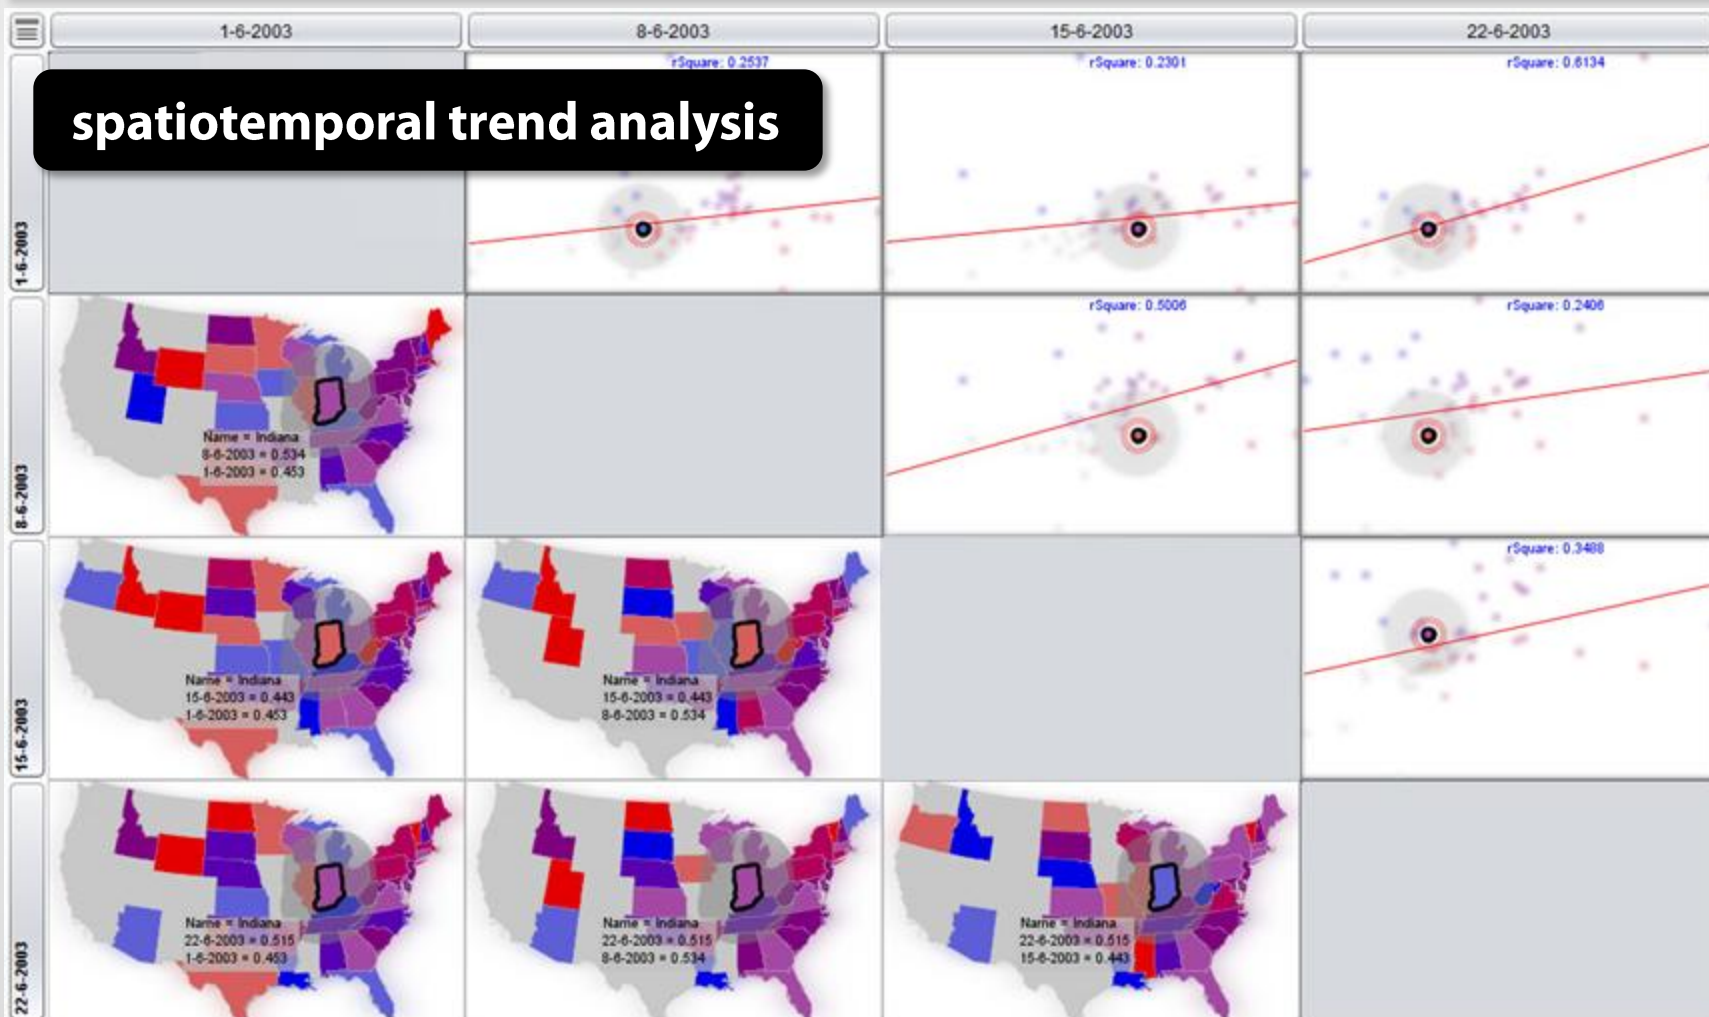 1-6-2003
8-6-2003
15-6-2003
22-6-2003
spatiotemporal trend analysis
1-6-2003
rSquare: 0.2537
rSquare: 0.2301
rSquare: 0.6134
8-6-2003
Name = Indiana
8-6-2003 = 0.534
1-6-2003 = 0.453
rSquare: 0.5006
rSquare: 0.2406
15-6-2003
Name = Indiana
15-6-2003 = 0.443
1-6-2003 = 0.453
Name = Indiana
15-6-2003 = 0.443
8-6-2003 = 0.534
rSquare: 0.3488
22-6-2003
Name = Indiana
22-6-2003 = 0.515
1-6-2003 = 0.453
Name = Indiana
22-6-2003 = 0.515
8-6-2003 = 0.534
Name = Indiana
22-6-2003 = 0.515
15-6-2003 = 0.443